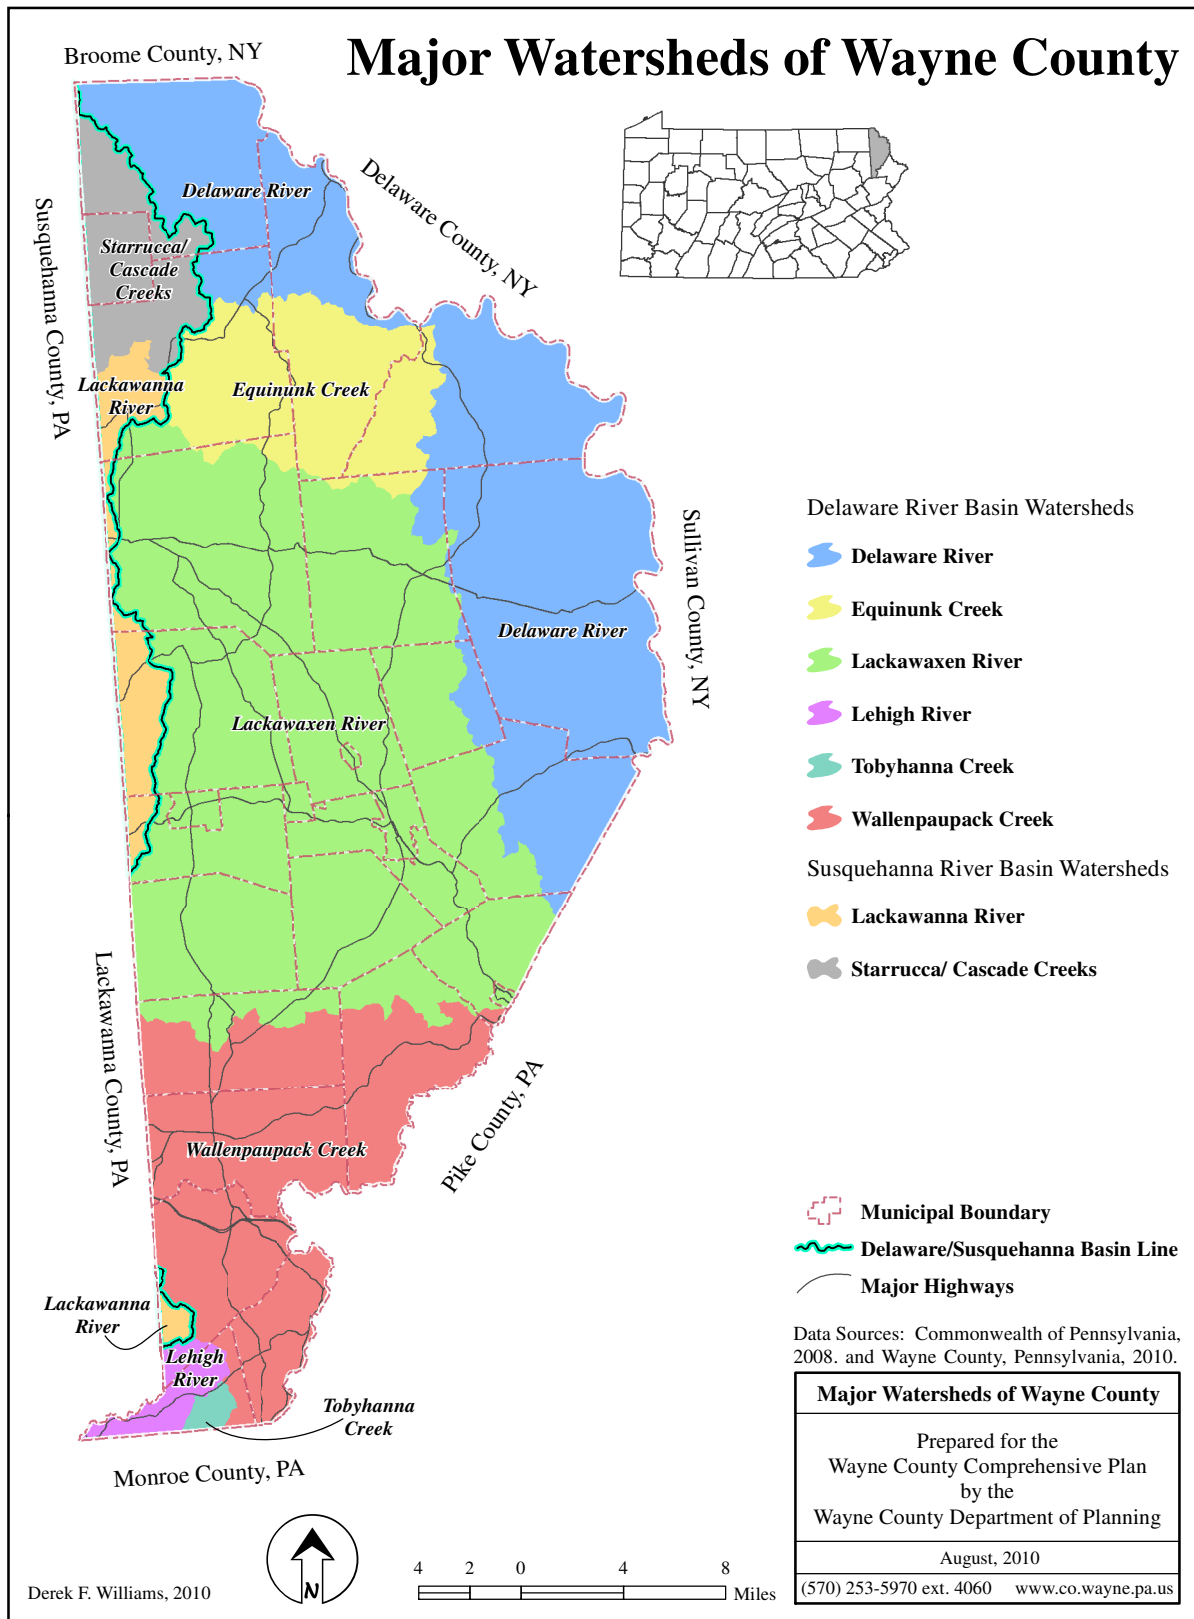 Major Watersheds of Wayne County
Broome County, NY
Delaware County, NY
Susquehanna County, PA
Delaware River
Starrucca/
Cascade
Creeks
Lackawanna
River
Equinunk Creek
Sullivan County, NY
Delaware River
Lackawaxen River
Lackawanna County, PA
Pike County, PA
Wallenpaupack Creek
Lackawanna
River
Lehigh
River
Tobyhanna
Creek
Monroe County, PA
Delaware River Basin Watersheds
Delaware River
Equinunk Creek
Lackawaxen River
Lehigh River
Tobyhanna Creek
Wallenpaupack Creek
Susquehanna River Basin Watersheds
Lackawanna River
Starrucca/ Cascade Creeks
Municipal Boundary
Delaware/Susquehanna Basin Line
Major Highways
Data Sources: Commonwealth of Pennsylvania,
2008. and Wayne County, Pennsylvania, 2010.
Major Watersheds of Wayne County
Prepared for the
Wayne County Comprehensive Plan
by the
Wayne County Department of Planning
August, 2010
(570) 253-5970 ext. 4060 www.co.wayne.pa.us
Derek F. Williams, 2010
N
4 2 0 4 8
Miles